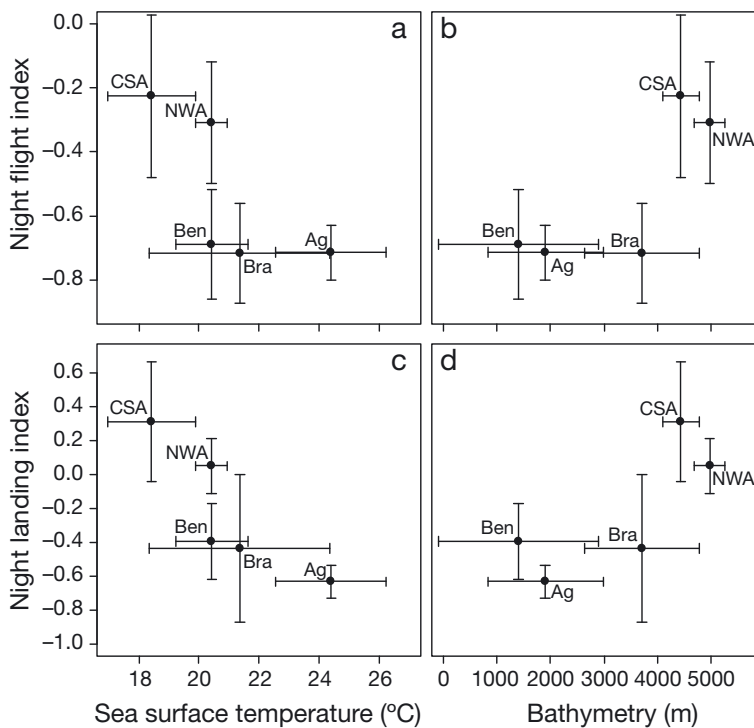 a
b
0.0
−0.2
−0.4
−0.6
−0.8
Night flight index
CSA
NWA
Ben
Bra
Ag
CSA
NWA
Ben
Ag
Bra
c
d
0.6
0.4
0.2
0.0
−0.2
−0.4
−0.6
−1.0
Night landing index
CSA
NWA
Ben
Bra
Ag
CSA
NWA
Ben
Bra
Ag
18 20 22 24 26
0 1000 2000 3000 4000 5000
Sea surface temperature (ºC)
Bathymetry (m)